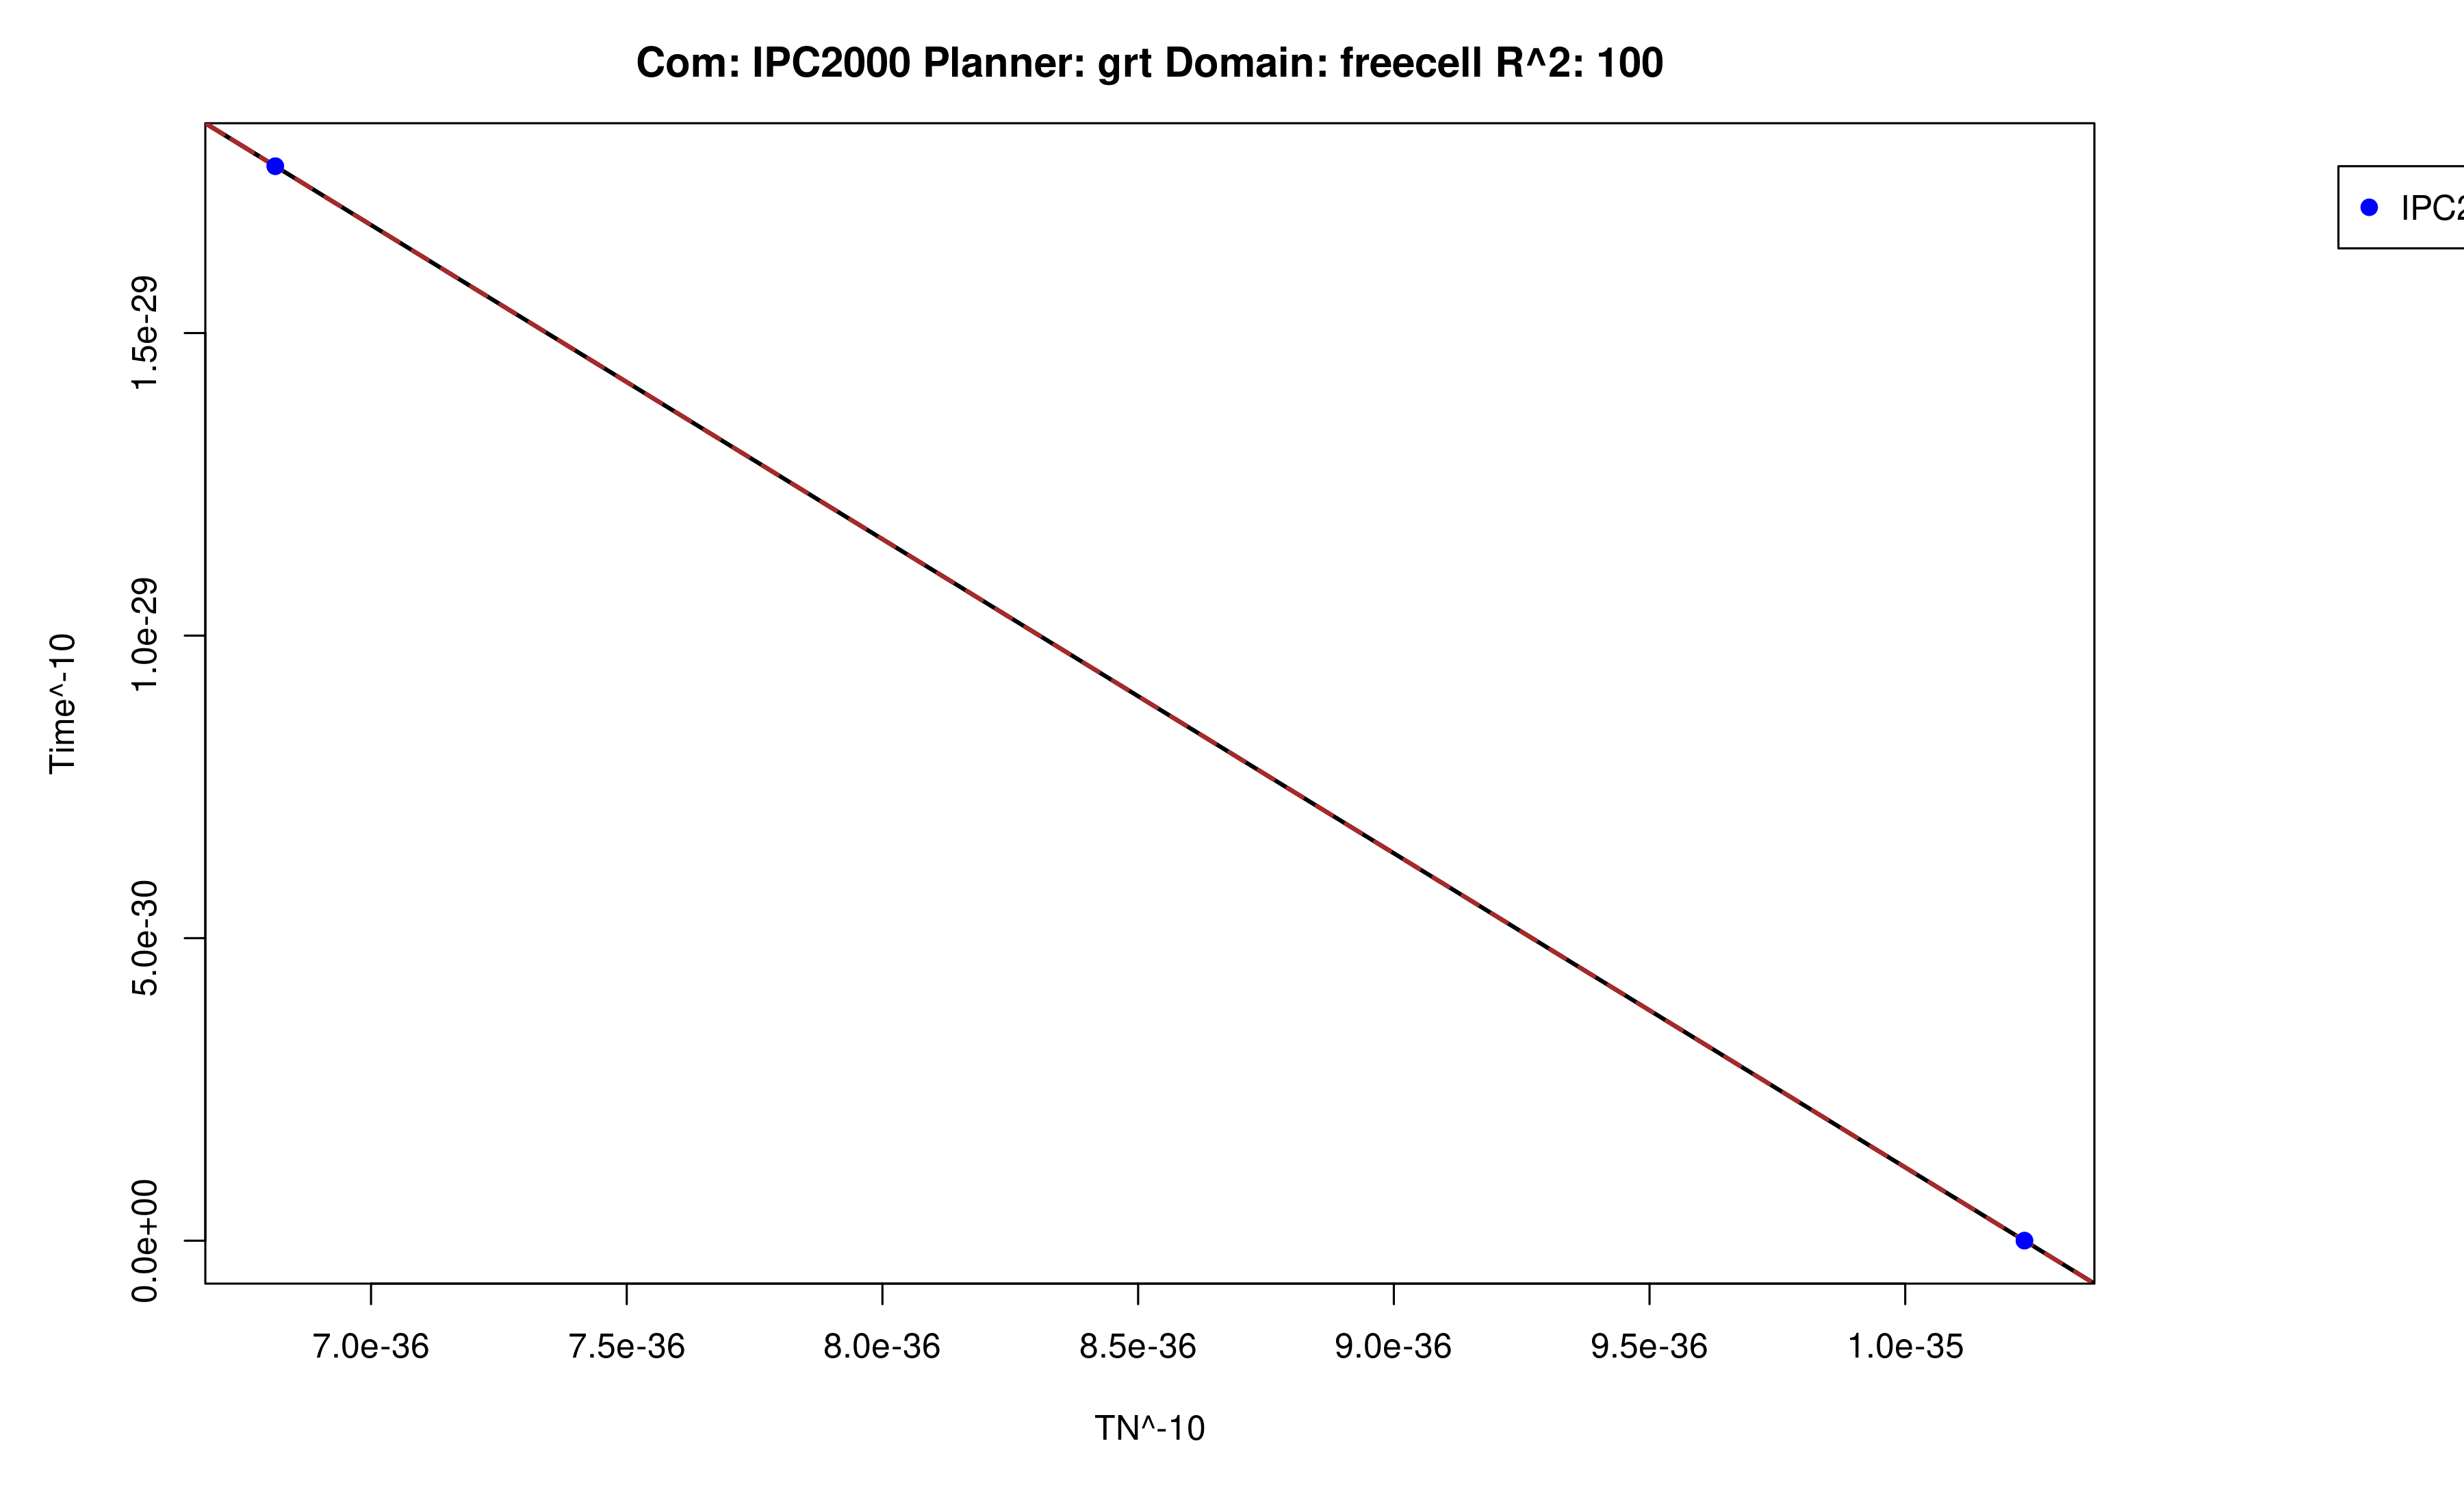 Com: IPC2000 Planner: grt Domain: freecell R^2: 100
IPC2
1.5e-29
1.0e-29
5.0e-30
0.0e+00
Time^-10
7.0e-36 7.5e-36 8.0e-36 8.5e-36 9.0e-36 9.5e-36 1.0e-35
TN^-10